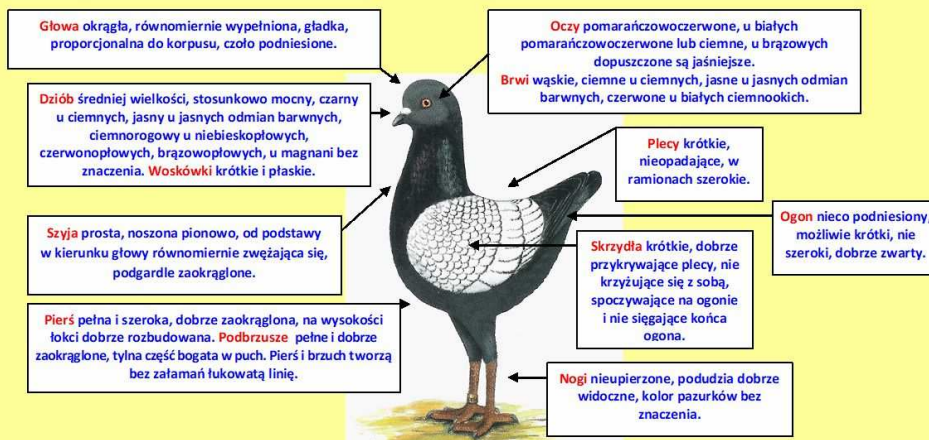 Głowa okrągła, równomiernie wypełniona, gładka,
proporcjonalna do korpusu, czoło podniesione.
Oczy pomarańczowoczerwone, u białych
pomarańczowoczerwone lub ciemne, u brązowych
dopuszczone są jaśniejsze.
Brwi wąskie, ciemne u ciemnych, jasne u jasnych odmian
barwnych, czerwone u białych ciemnookich.
Dziób średniej wielkości, stosunkowo mocny, czarny
u ciemnych, jasny u jasnych odmian barwnych,
ciemnorogowy u niebieskopłowych,
czerwonopłowych, brązowopłowych, u magnani bez
znaczenia. Woskówki krótkie i płaskie.
Plecy krótkie,
nieopadające, w
ramionach szerokie.
Szyja prosta, noszona pionowo, od podstawy
w kierunku głowy równomiernie zwężająca się,
podgardle zaokrąglone.
Ogon nieco podniesiony,
możliwie krótki, nie
szeroki, dobrze zwarty.
Skrzydła krótkie, dobrze
przykrywające plecy, nie
krzyżujące się z sobą,
spoczywające na ogonie
i nie sięgające końca
ogona.
Pierś pełna i szeroka, dobrze zaokrąglona, na wysokości
łokci dobrze rozbudowana. Podbrzusze pełne i dobrze
zaokrąglone, tylna część bogata w puch. Pierś i brzuch tworzą
bez załamań łukowatą linię.
Nogi nieupierzone, podudzia dobrze
widoczne, kolor pazurków bez
znaczenia.